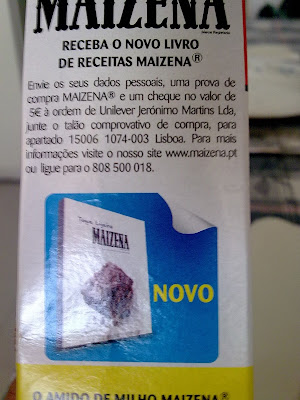 MAIZENA
RECEBA O NOVO LIVRO
DE RECEITAS MAIZENA®
Envie os seus dados pessoais, uma prova de
compra MAIZENA® e um cheque no valor de
5€ à ordem de Unilever Jerónimo Martins Lda,
junte o talão comprovativo de compra, para
apartado 15006 1074-003 Lisboa. Para mais
informações visite o nosso site www.maizena.pt
ou ligue para o 808 500 018.
MAIZENA
NOVO
O AMIDO DE MILHO MAIZENA®